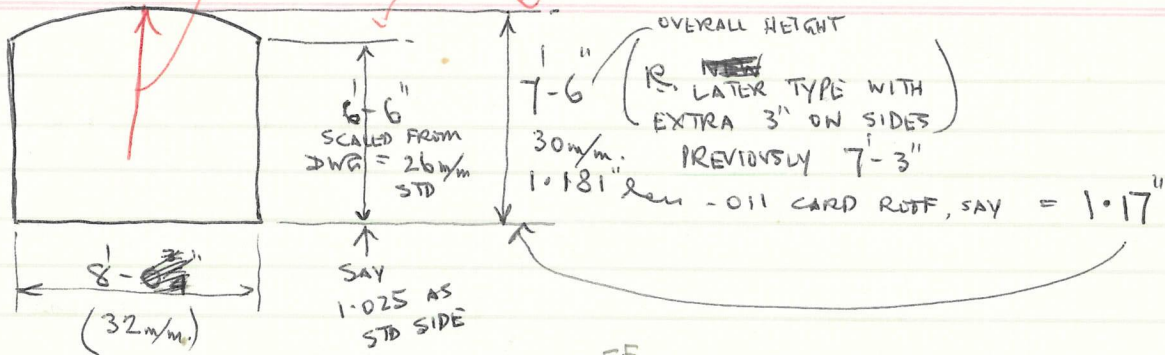 OVERALL HEIGHT
7'-6"
(IE. LATER TYPE WITH
EXTRA 3" ON SIDES)
PREVIOUSLY 7'-3"
6'-6"
SCALED FROM
DWG = 26m/m
STD
30m/m.
1.181" less .011 CARD ROOF, SAY = 1.17"
8'-
(32m/m.)
SAY
1.025 AS
STD SIDE